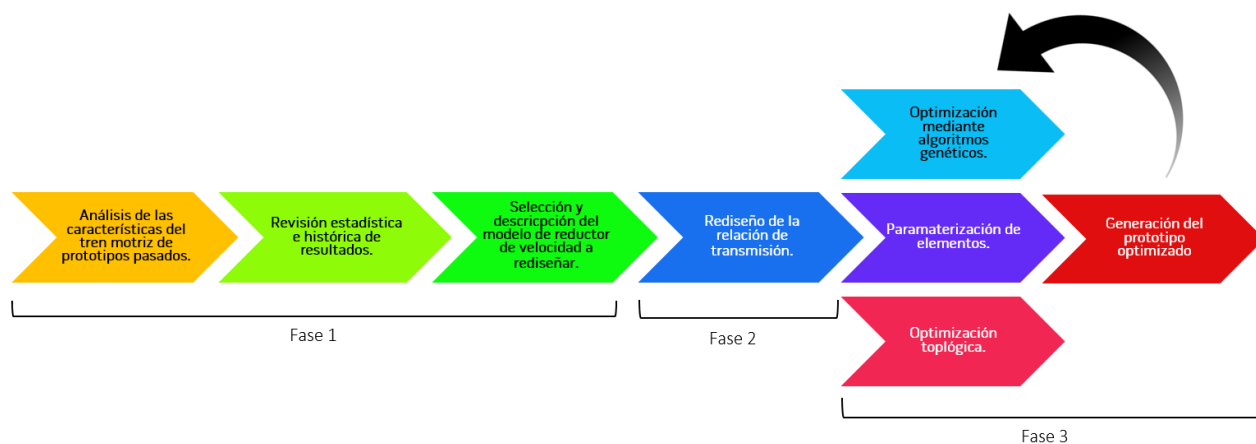 Optimización
mediante
algoritmos
genéticos.
Análisis de las
características del
tren motriz de
prototipos pasados.
Revisión estadística
e histórica de
resultados.
Selección y
descricpción del
modelo de reductor
de velocidad a
rediseñar.
Rediseño de la
relación de
transmisión.
Paramaterización de
elementos.
Generación del
prototipo
optimizado
Optimización
toplógica.
Fase 1
Fase 2
Fase 3